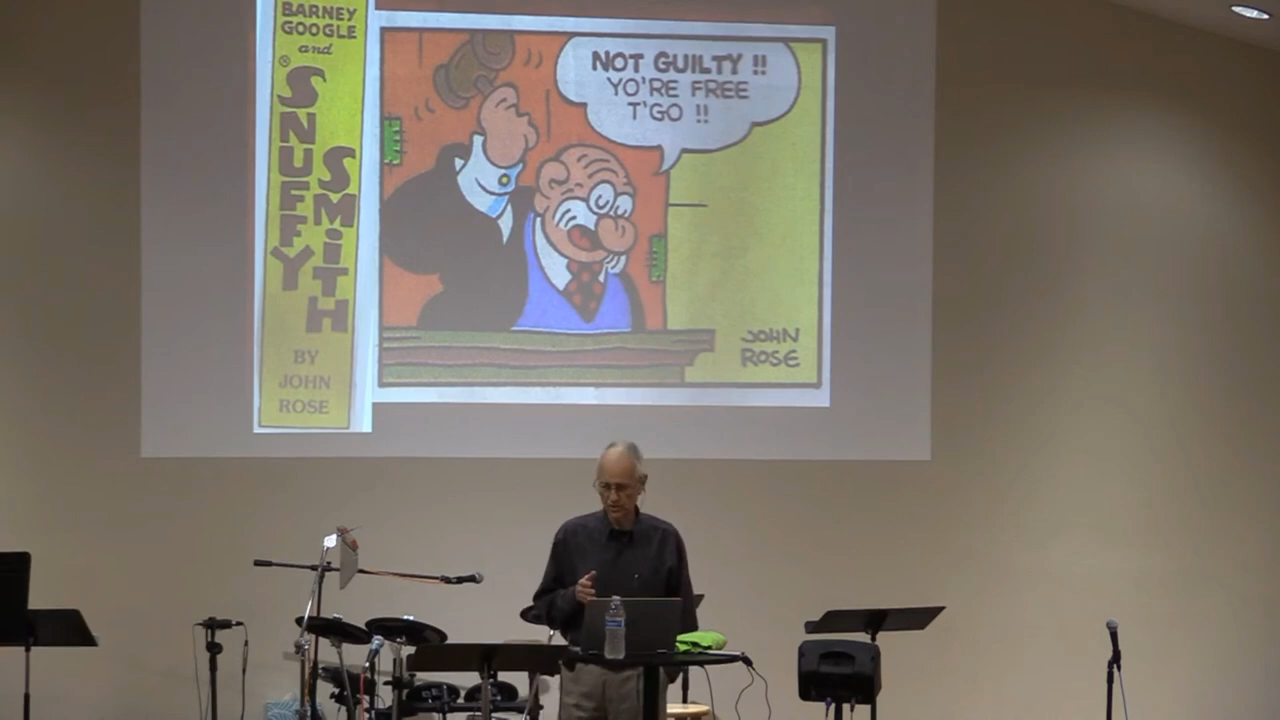 BARNEY
GOOGLE
and
SNUFFY
SMITH
BY
JOHN
ROSE
NOT GUILTY !!
YO'RE FREE
T'GO !!
JOHN
ROSE